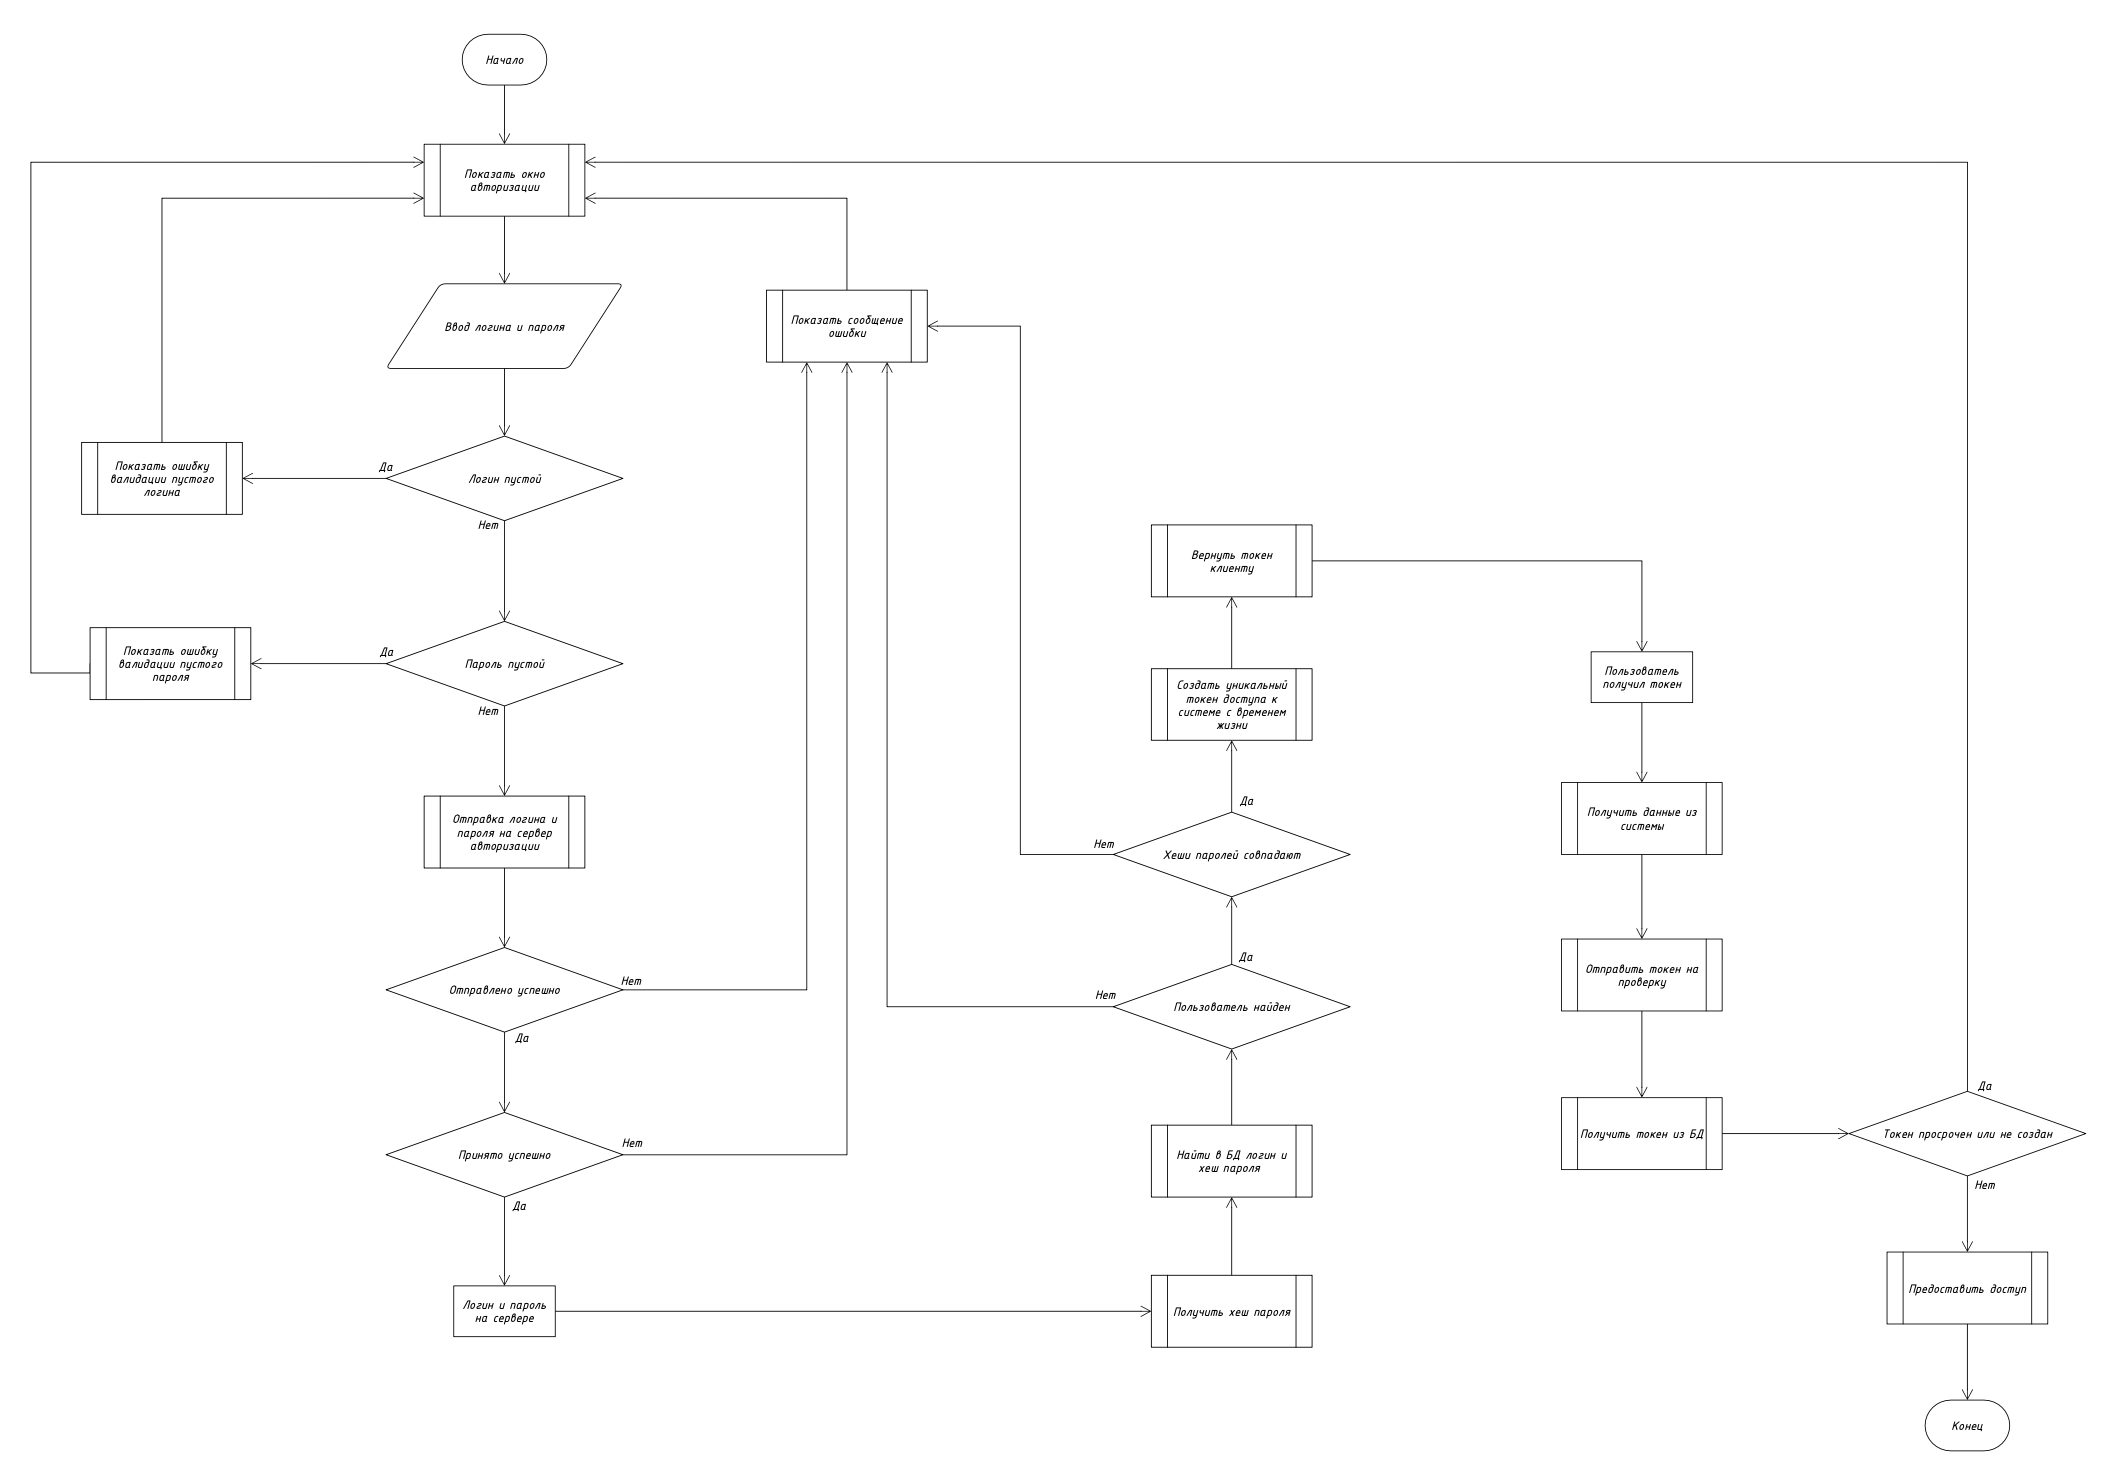 Начало
Показать окно
авторизации
Ввод логина и пароля
Показать сообщение
ошибки
Да
Логин пустой
Нет
Показать ошибку
валидации пустого
логина
Да
Пароль пустой
Нет
Показать ошибку
валидации пустого
пароля
Отправка логина и
пароля на сервер
авторизации
Отправлено успешно
Нет
Да
Принято успешно
Нет
Да
Логин и пароль
на сервере
Получить хеш пароля
Найти в БД логин и
хеш пароля
Нет
Пользователь найден
Да
Нет
Хеши паролей совпадают
Да
Создать уникальный
токен доступа к
системе с временем
жизни
Вернуть токен
клиенту
Пользователь
получил токен
Получить данные из
системы
Отправить токен на
проверку
Получить токен из БД
Да
Токен просрочен или не создан
Нет
Предоставить доступ
Конец